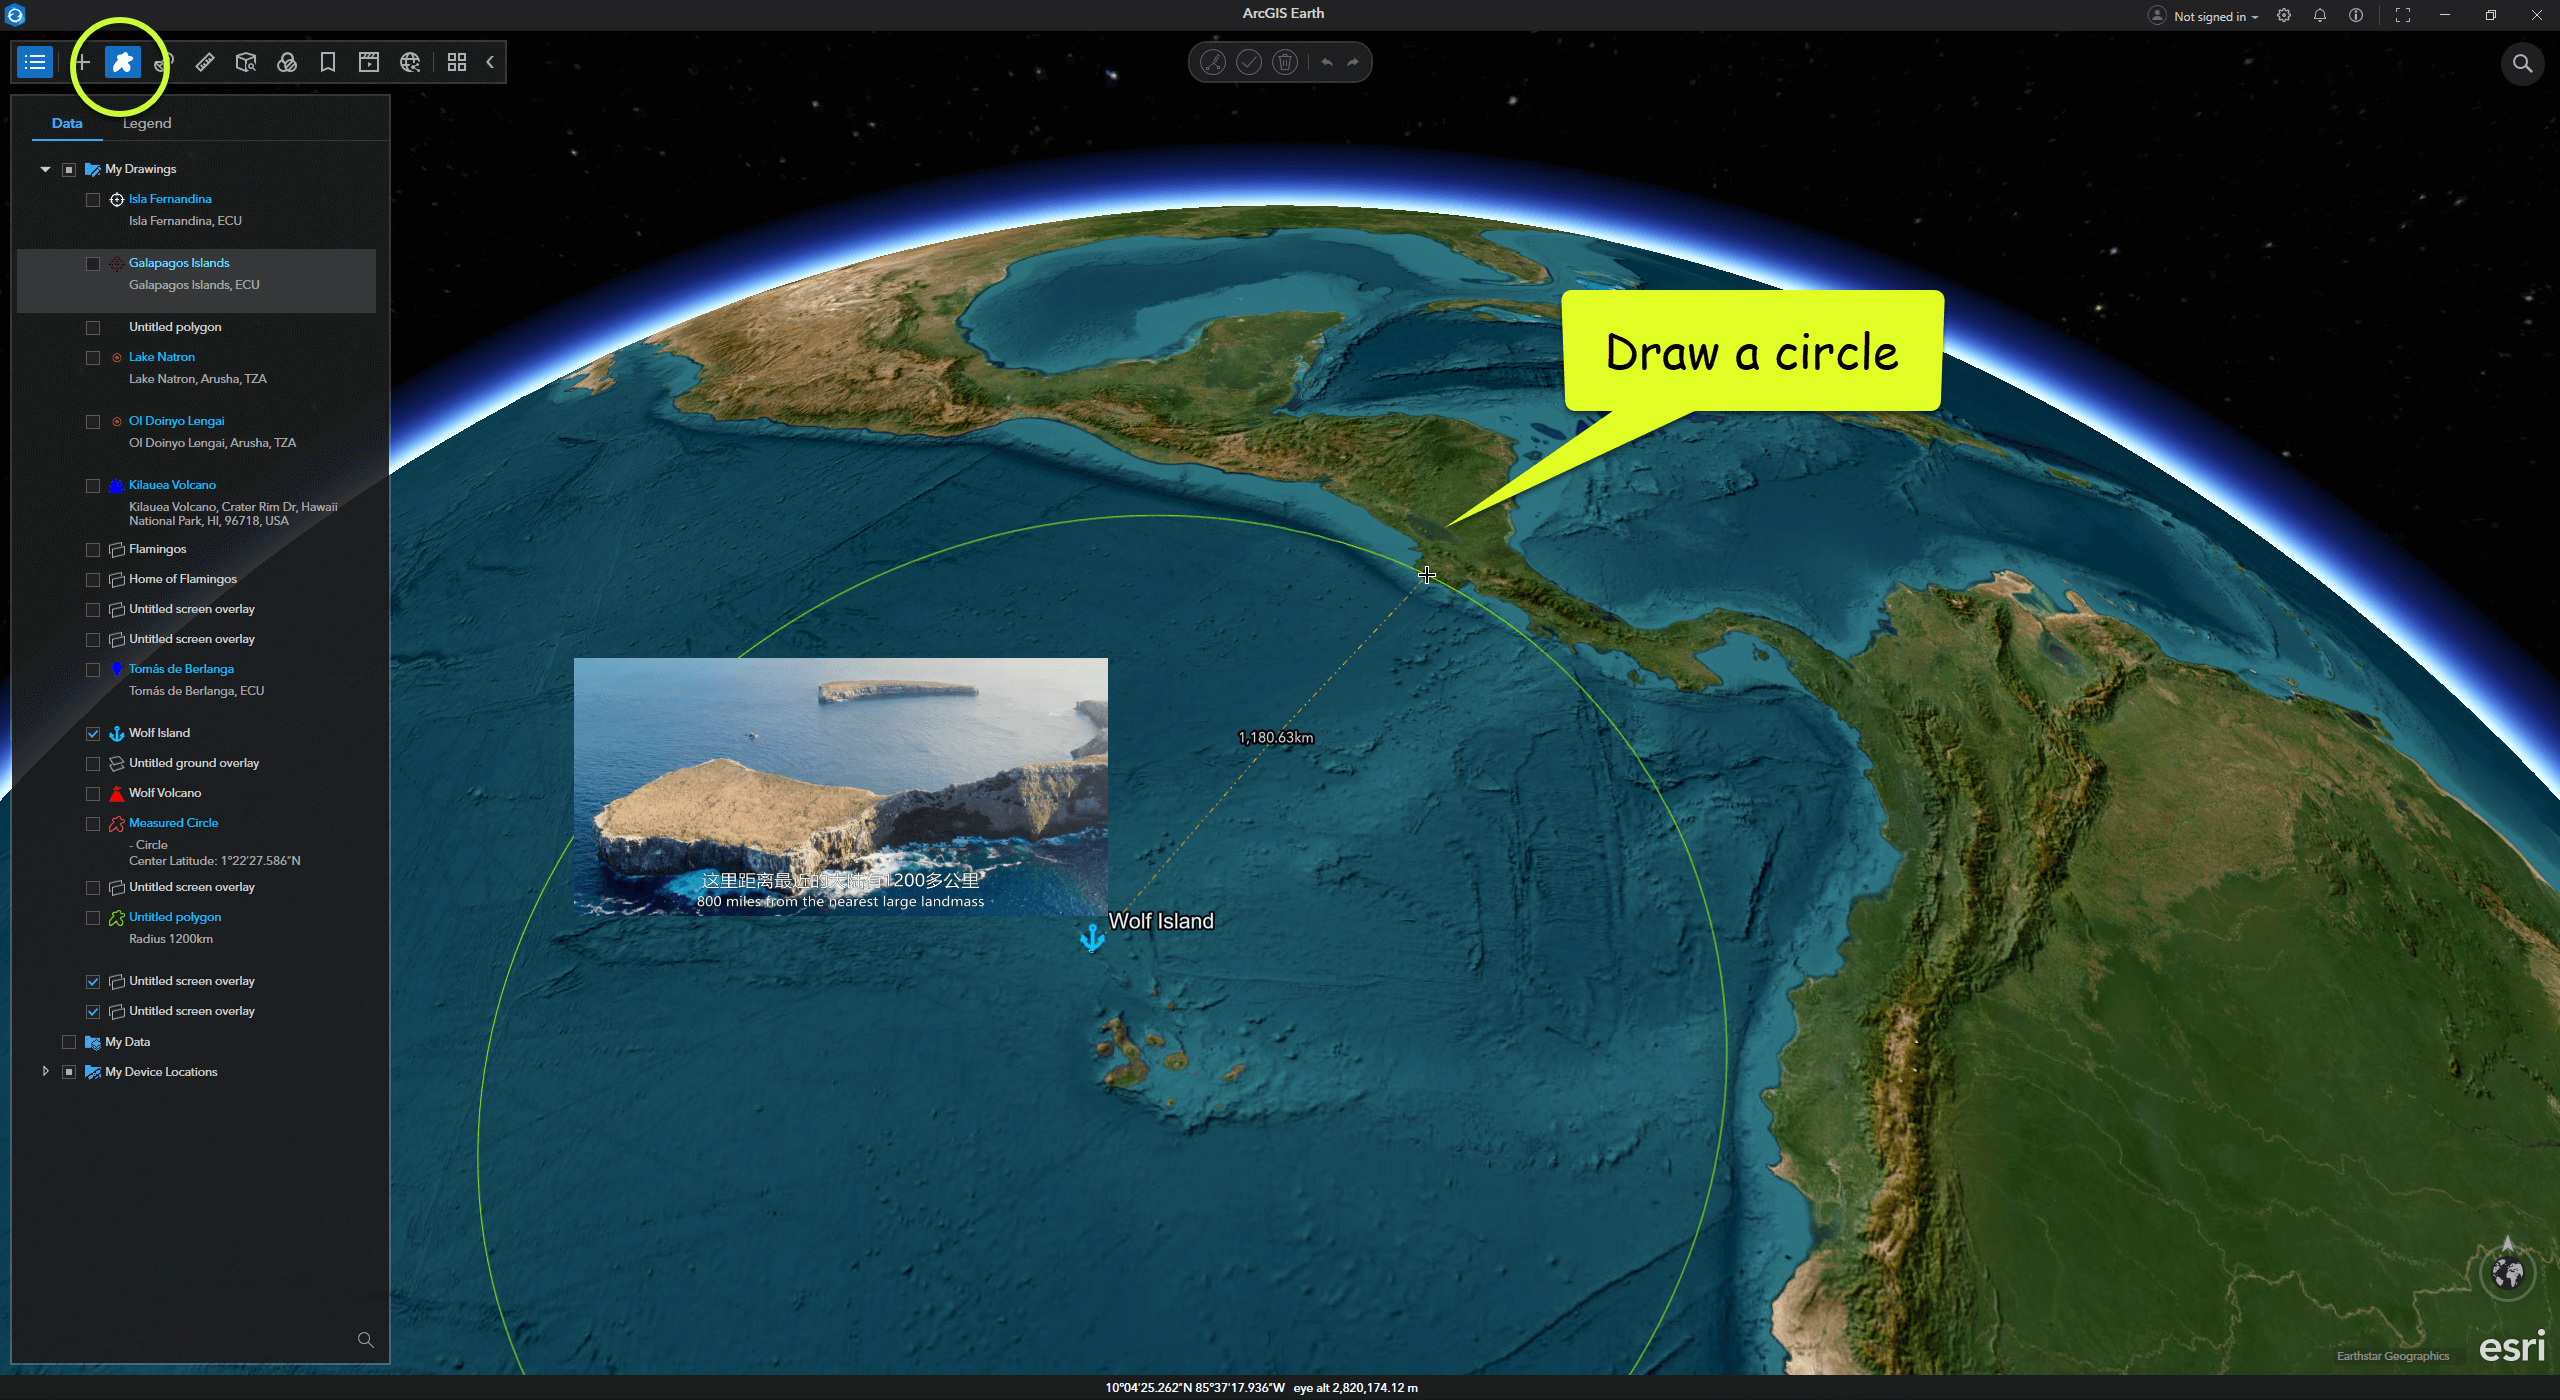 ArcGIS Earth
Not signed in
Data
Legend
My Drawings
Isla Fernandina
Isla Fernandina, ECU
Galapagos Islands
Galapagos Islands, ECU
Untitled polygon
Lake Natron
Lake Natron, Arusha, TZA
Ol Doinyo Lengai
Ol Doinyo Lengai, Arusha, TZA
Kilauea Volcano
Kilauea Volcano, Crater Rim Dr, Hawaii
National Park, HI, 96718, USA
Flamingos
Home of Flamingos
Untitled screen overlay
Untitled screen overlay
Tomás de Berlanga
Tomás de Berlanga, ECU
Wolf Island
Untitled ground overlay
Wolf Volcano
Measured Circle
- Circle
Center Latitude: 1°22'27.586"N
Untitled screen overlay
Untitled polygon
Radius 1200km
Untitled screen overlay
Untitled screen overlay
My Data
My Device Locations
Draw a circle
1,180.63km
这里距离最近的大陆有1200多公里
800 miles from the nearest large landmass
Wolf Island
Earthstar Geographics
esri
10°04'25.262"N 85°37'17.936"W eye alt 2,820,174.12 m